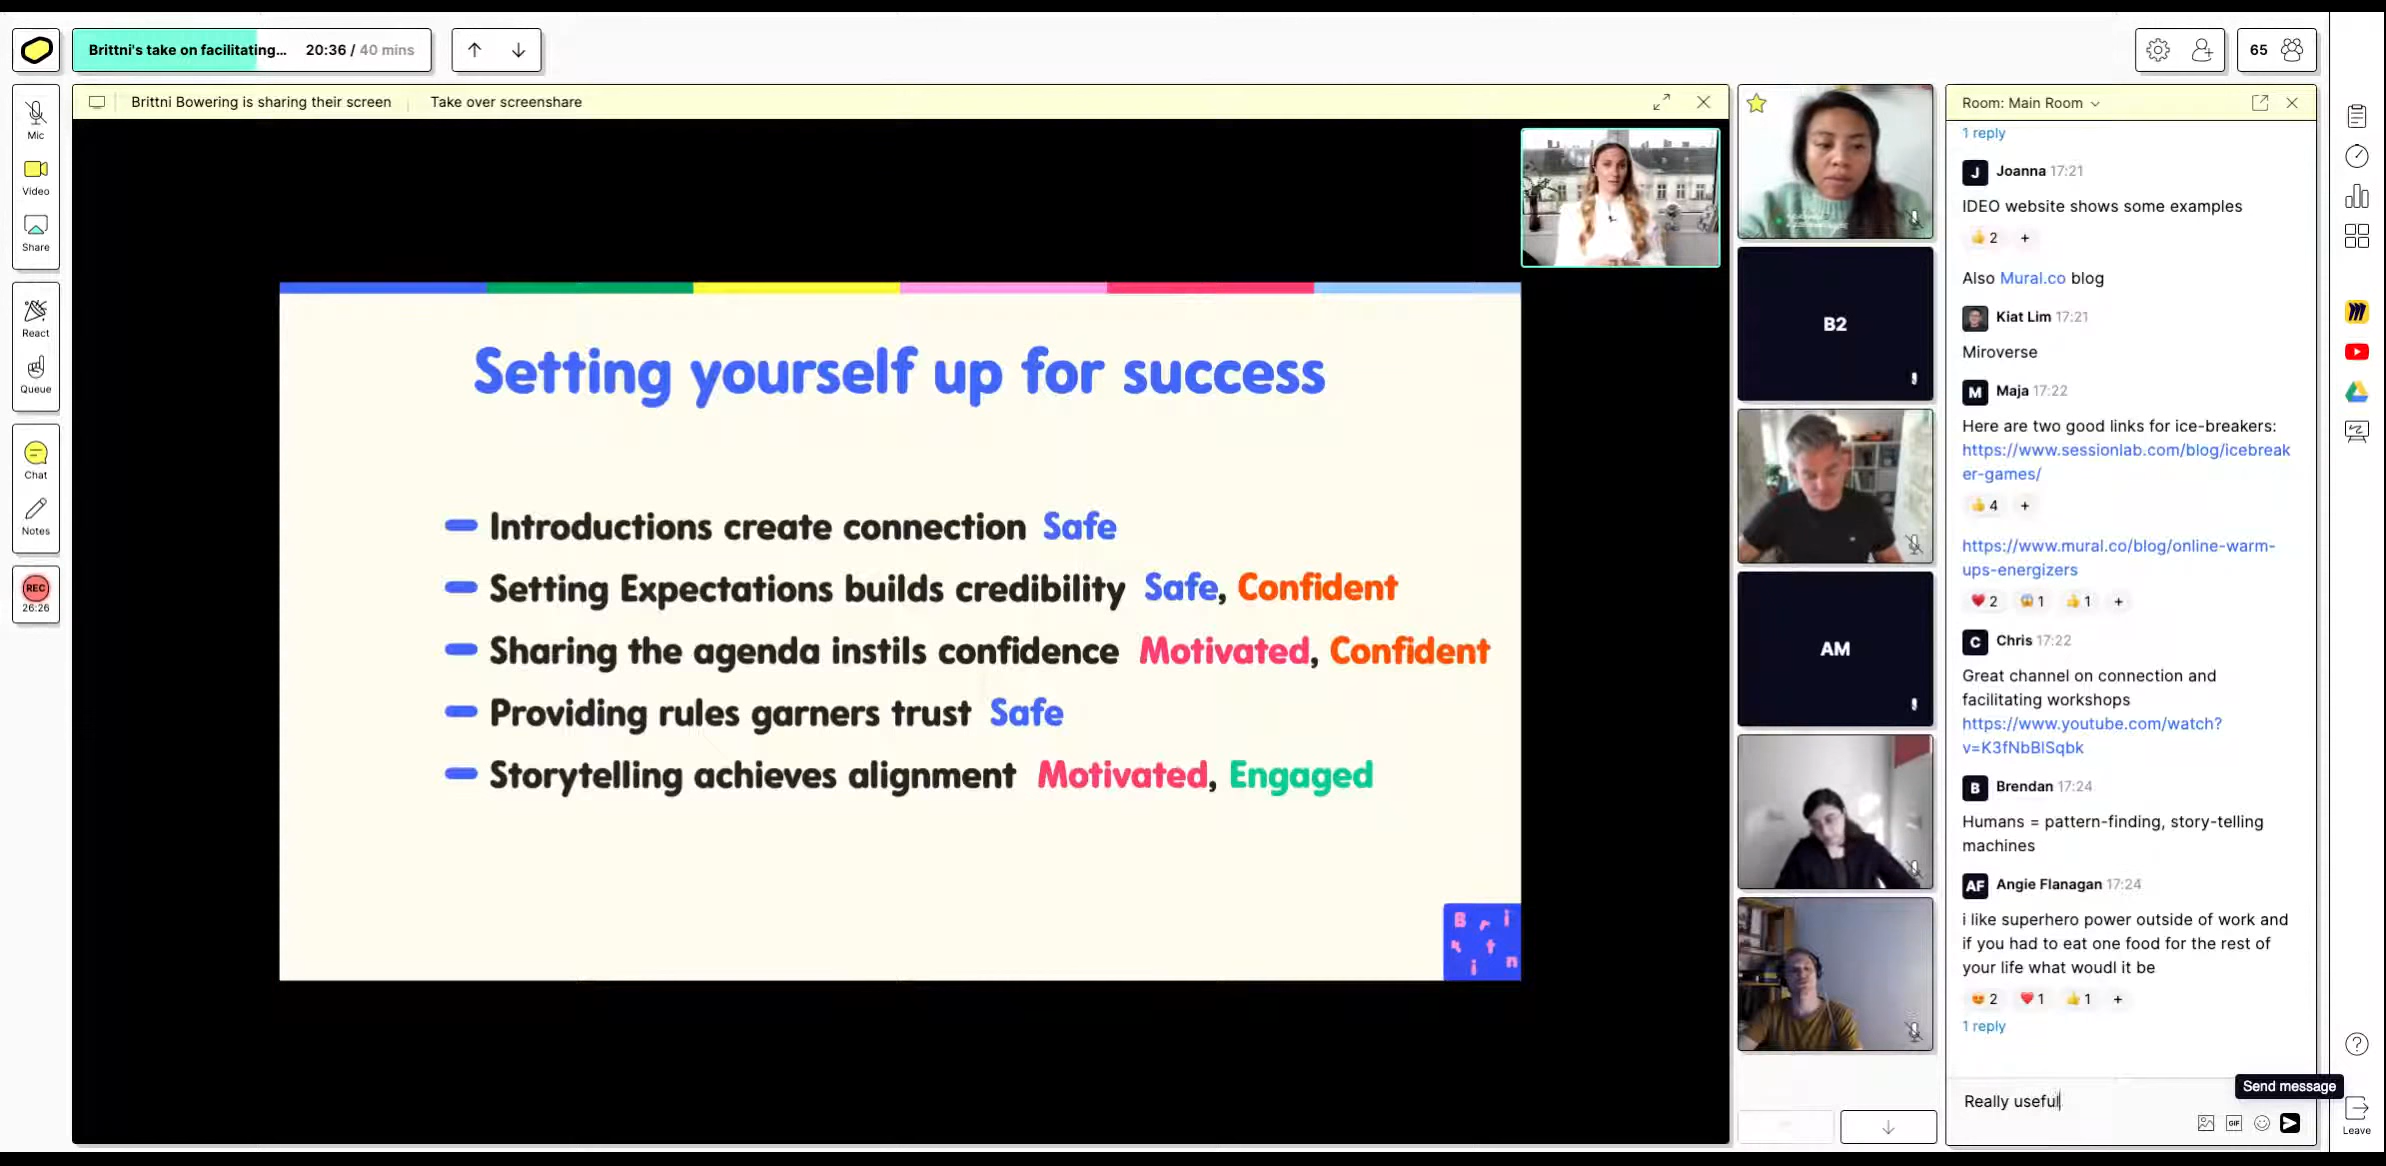 Brittni's take on facilitating... 20:36 / 40 mins
65
Mic
Video
Share
React
Queue
Chat
Notes
REC
26:26
Brittni Bowering is sharing their screen
Take over screenshare
Setting yourself up for success
Introductions create connection Safe
Setting Expectations builds credibility Safe, Confident
Sharing the agenda instils confidence Motivated, Confident
Providing rules garners trust Safe
Storytelling achieves alignment Motivated, Engaged
B r i
t t
i n
B2
AM
Room: Main Room
1 reply
J Joanna 17:21
IDEO website shows some examples
2 +
Also Mural.co blog
Kiat Lim 17:21
Miroverse
M Maja 17:22
Here are two good links for ice-breakers:
https://www.sessionlab.com/blog/icebreak
er-games/
4 +
https://www.mural.co/blog/online-warm-
ups-energizers
2 1 1 +
C Chris 17:22
Great channel on connection and
facilitating workshops
https://www.youtube.com/watch?
v=K3fNbBlSqbk
B Brendan 17:24
Humans = pattern-finding, story-telling
machines
AF Angie Flanagan 17:24
i like superhero power outside of work and
if you had to eat one food for the rest of
your life what woudl it be
2 1 1 +
1 reply
Send message
Really useful
GIF
Leave